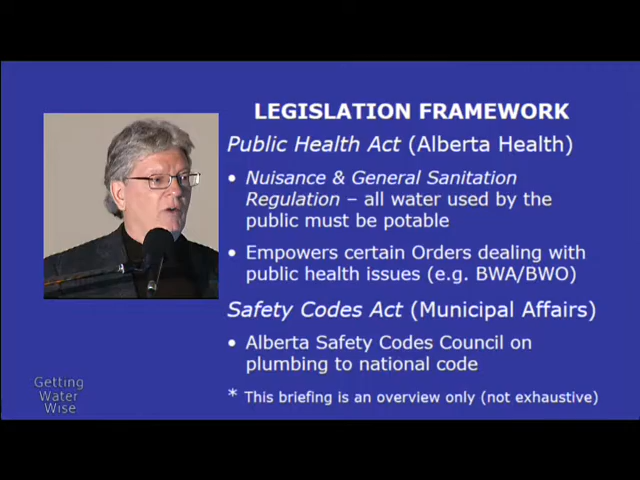 LEGISLATION FRAMEWORK
Public Health Act (Alberta Health)
• Nuisance & General Sanitation
Regulation – all water used by the
public must be potable
• Empowers certain Orders dealing with
public health issues (e.g. BWA/BWO)
Safety Codes Act (Municipal Affairs)
• Alberta Safety Codes Council on
plumbing to national code
* This briefing is an overview only (not exhaustive)
Getting
Water
Wise